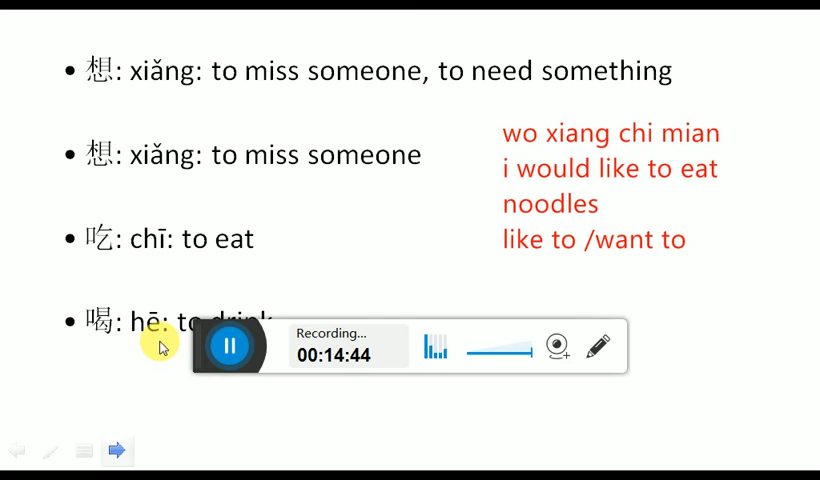 • 想: xiǎng: to miss someone, to need something
• 想: xiǎng: to miss someone
wo xiang chi mian
i would like to eat
noodles
like to /want to
• 吃: chī: to eat
• 喝: hē: to drink
Recording...
00:14:44